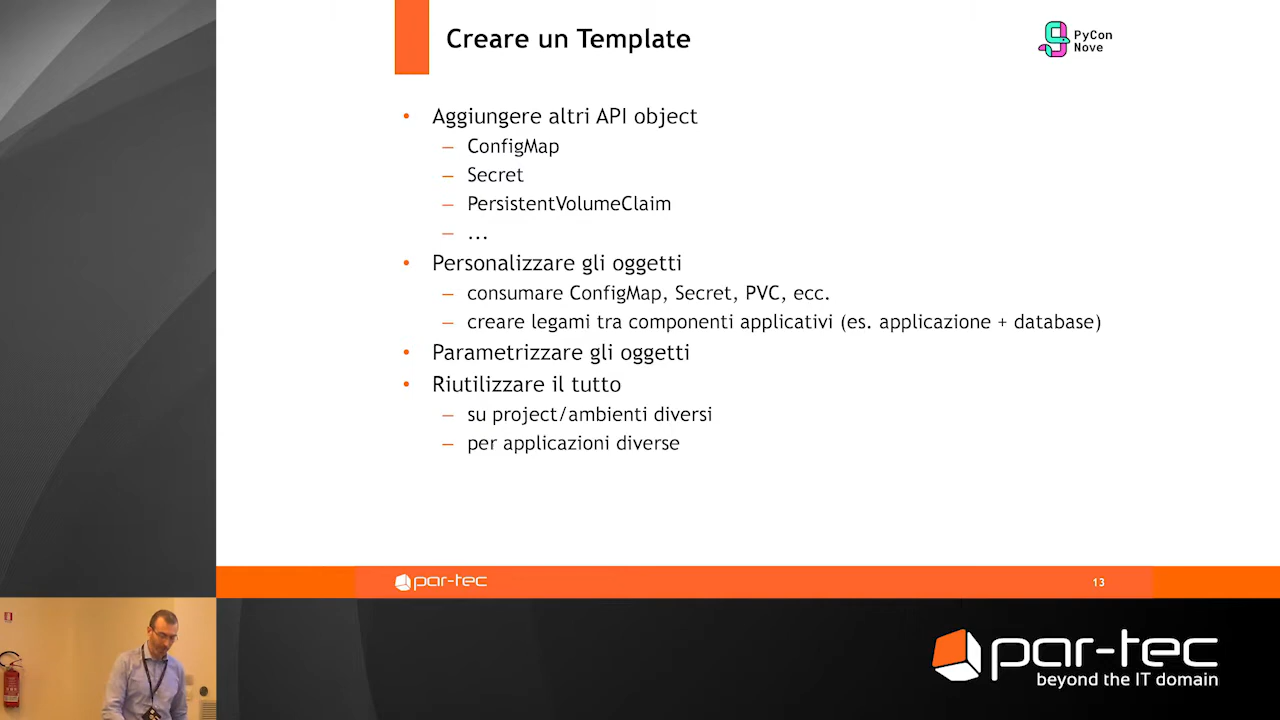 Creare un Template
PyCon
Nove
• Aggiungere altri API object
– ConfigMap
– Secret
– PersistentVolumeClaim
– ...
• Personalizzare gli oggetti
– consumare ConfigMap, Secret, PVC, ecc.
– creare legami tra componenti applicativi (es. applicazione + database)
• Parametrizzare gli oggetti
• Riutilizzare il tutto
– su project/ambienti diversi
– per applicazioni diverse
par-tec
13
par-tec
beyond the IT domain